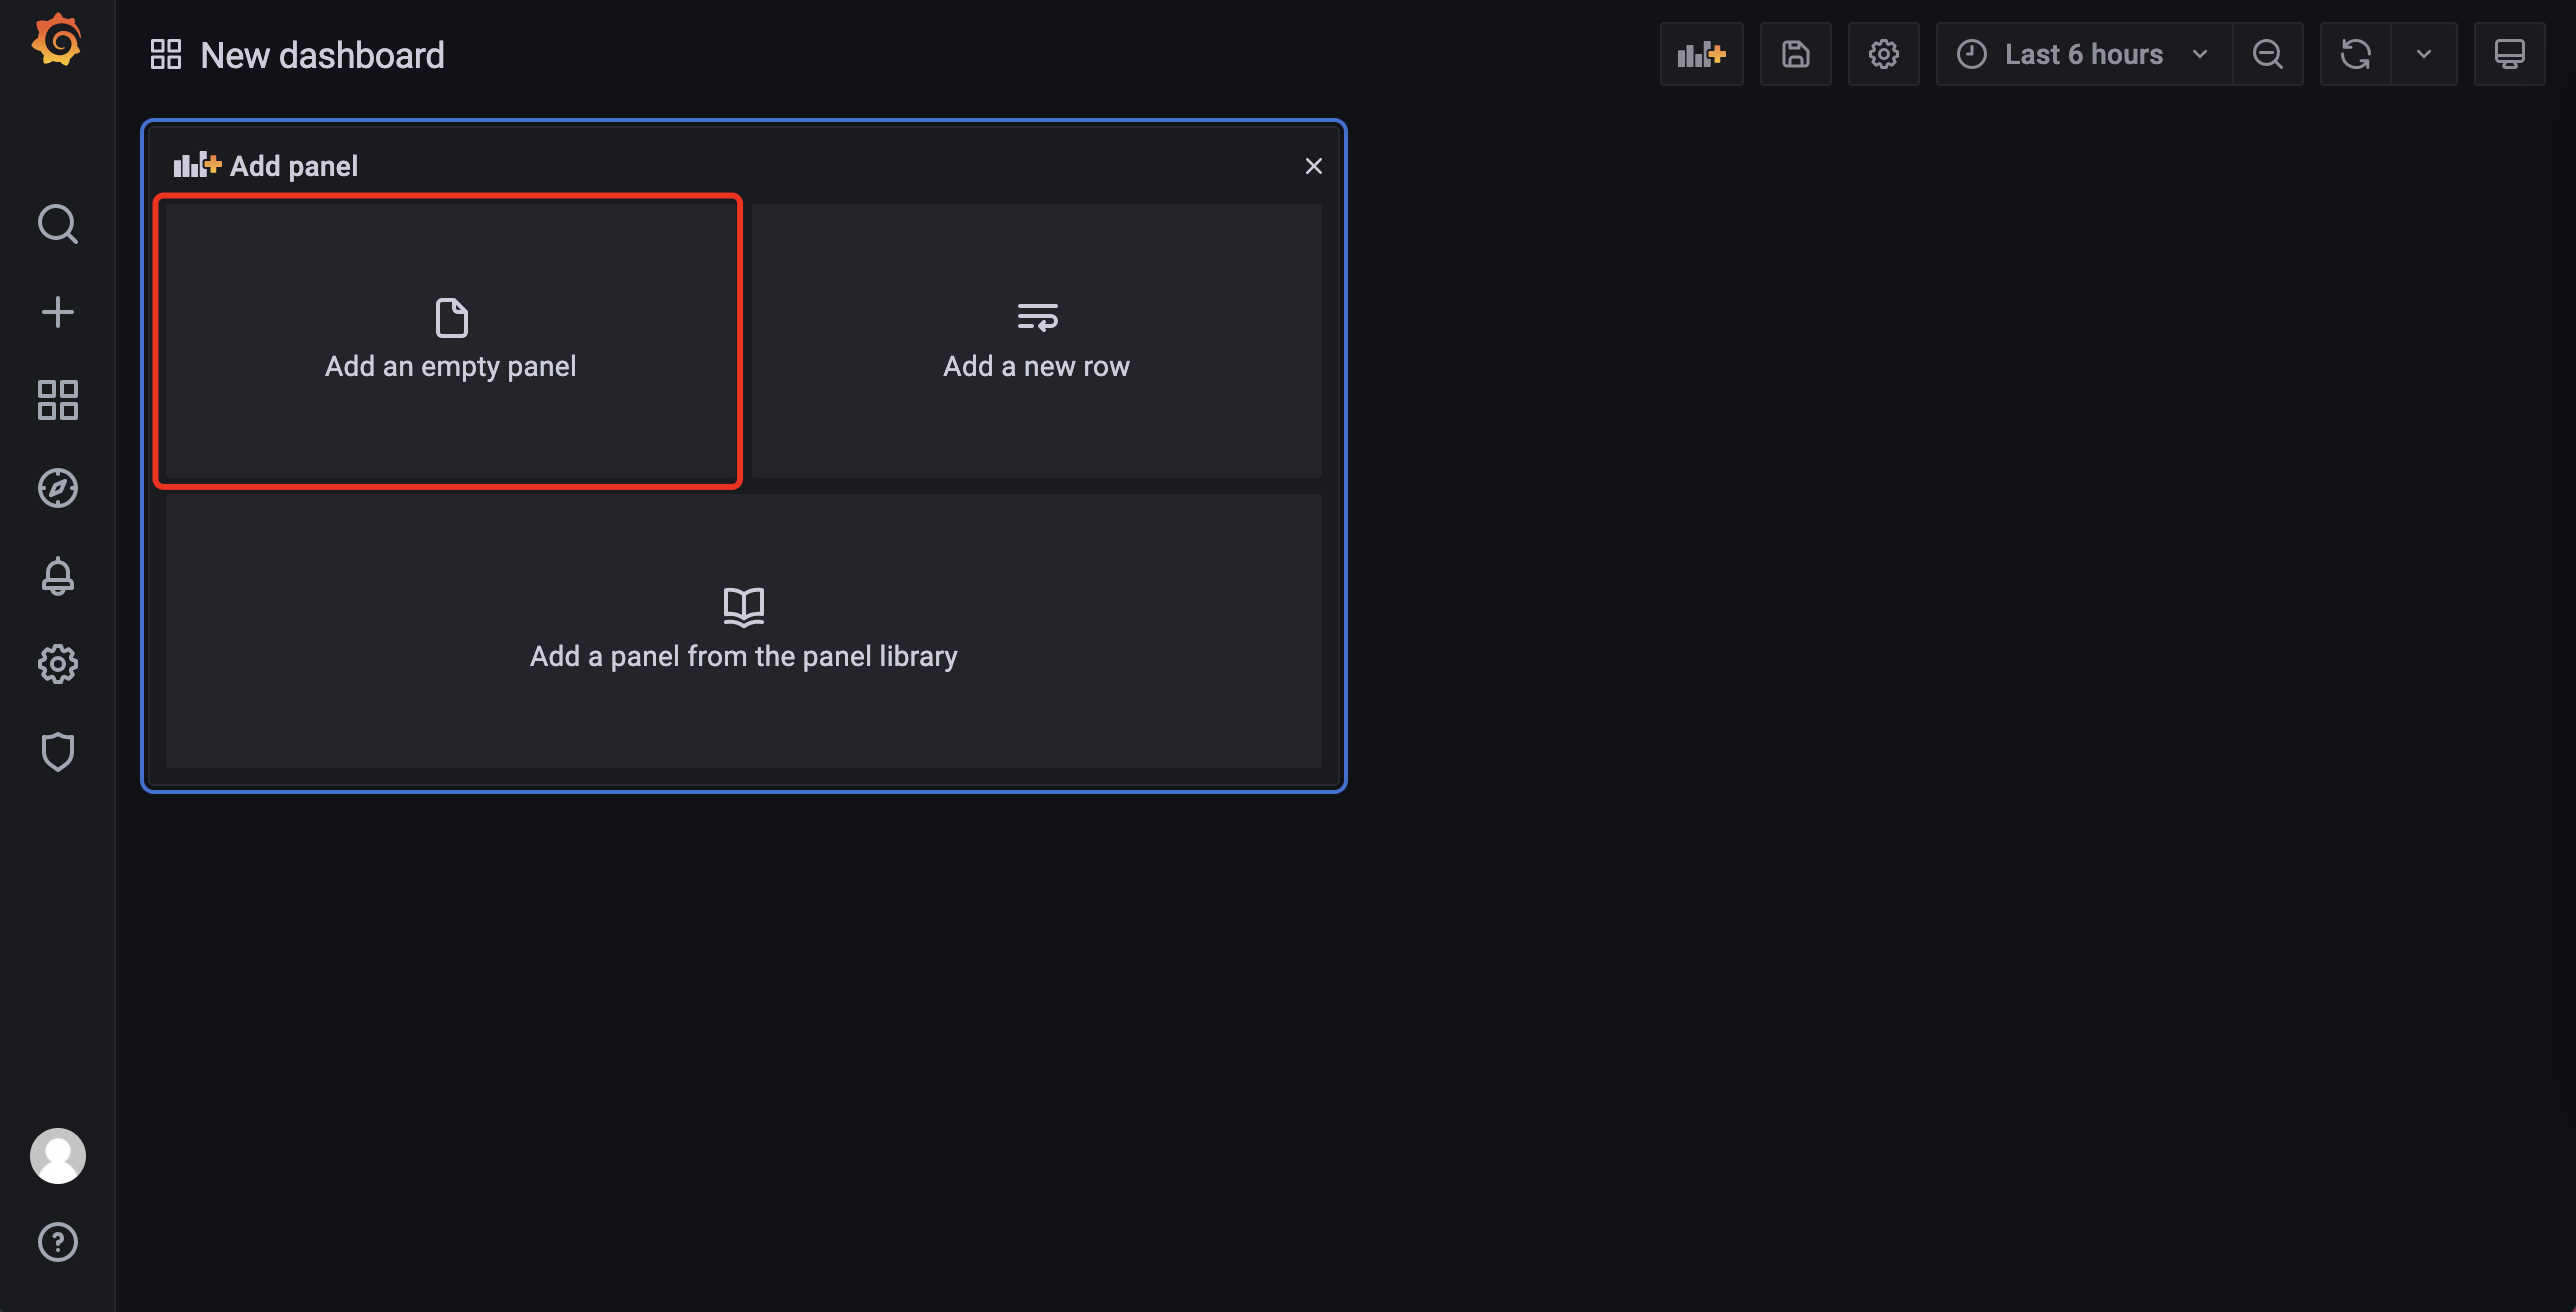 New dashboard
Last 6 hours
Add panel
Add an empty panel
Add a new row
Add a panel from the panel library